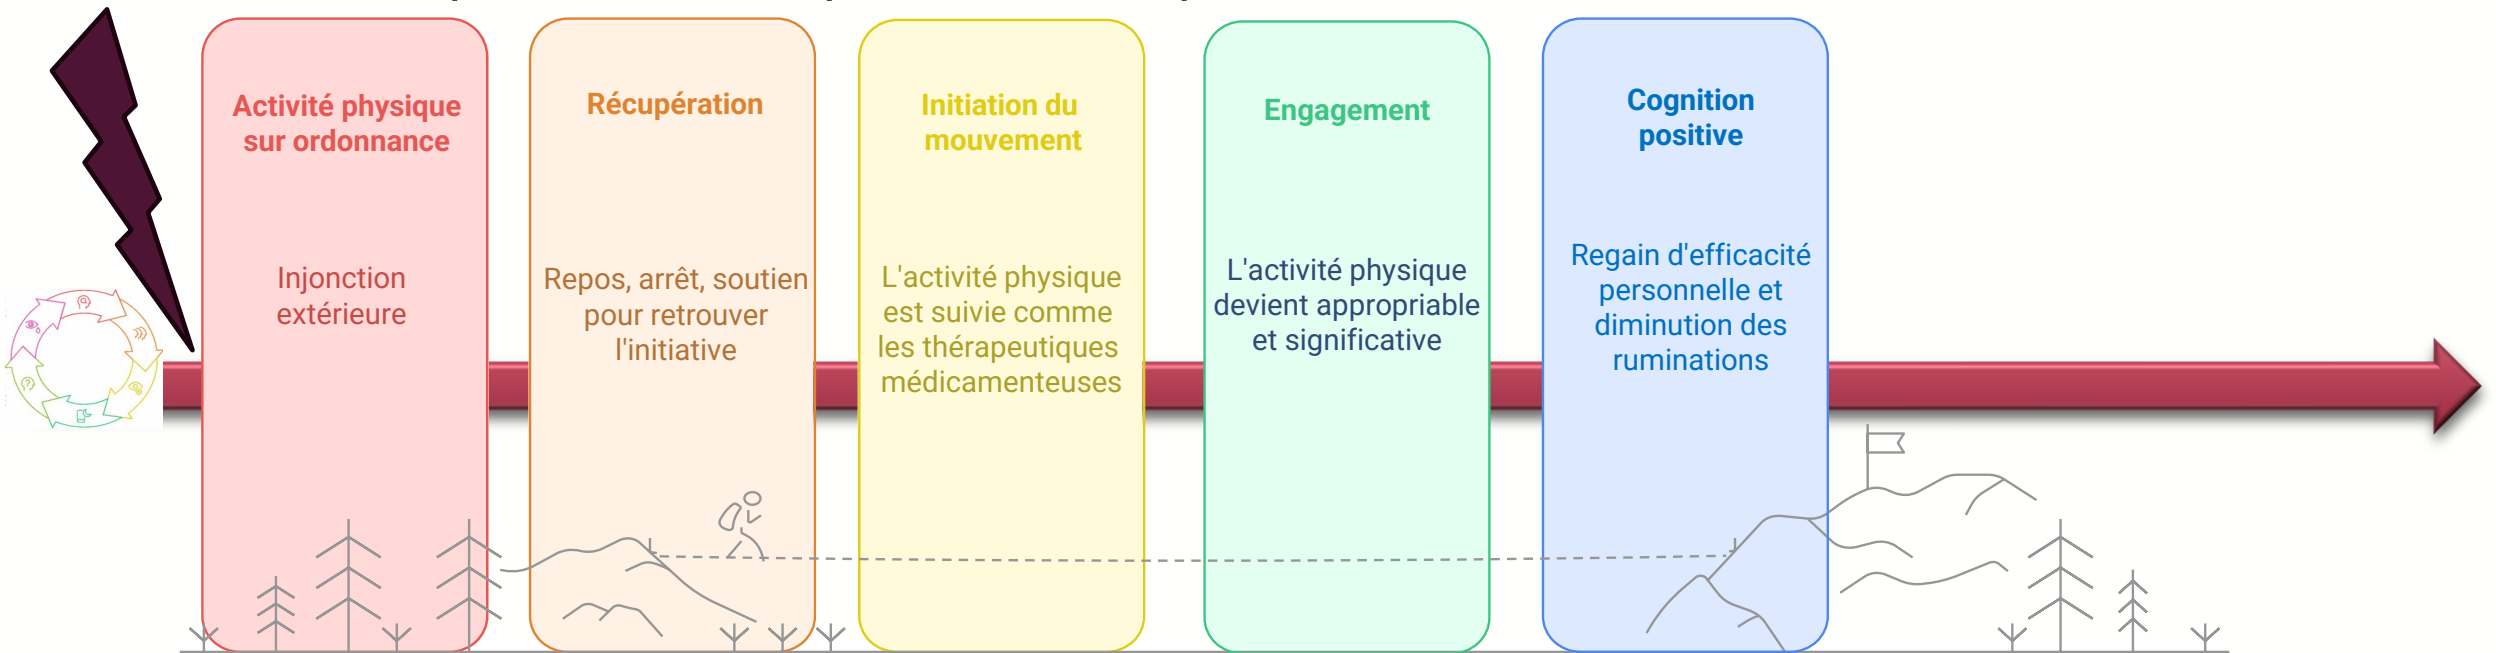 Activité physique
sur ordonnance
Injonction
extérieure
Récupération
Repos, arrêt, soutien
pour retrouver
l'initiative
Initiation du
mouvement
L'activité physique
est suivie comme
les thérapeutiques
médicamenteuses
Engagement
L'activité physique
devient appropriable
et significative
Cognition
positive
Regain d'efficacité
personnelle et
diminution des
ruminations